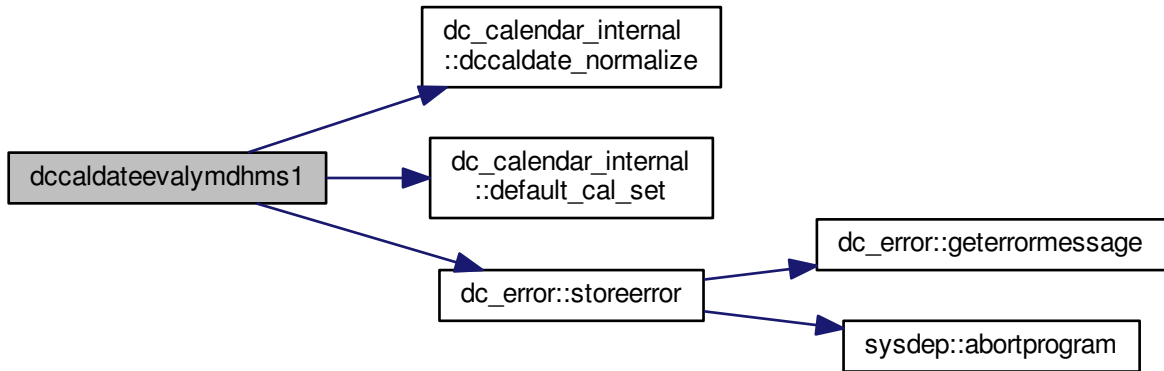 dccaldateevalymdhms1
dc_calendar_internal
::dccaldate_normalize
dc_calendar_internal
::default_cal_set
dc_error::storeerror
dc_error::geterrormessage
sysdep::abortprogram